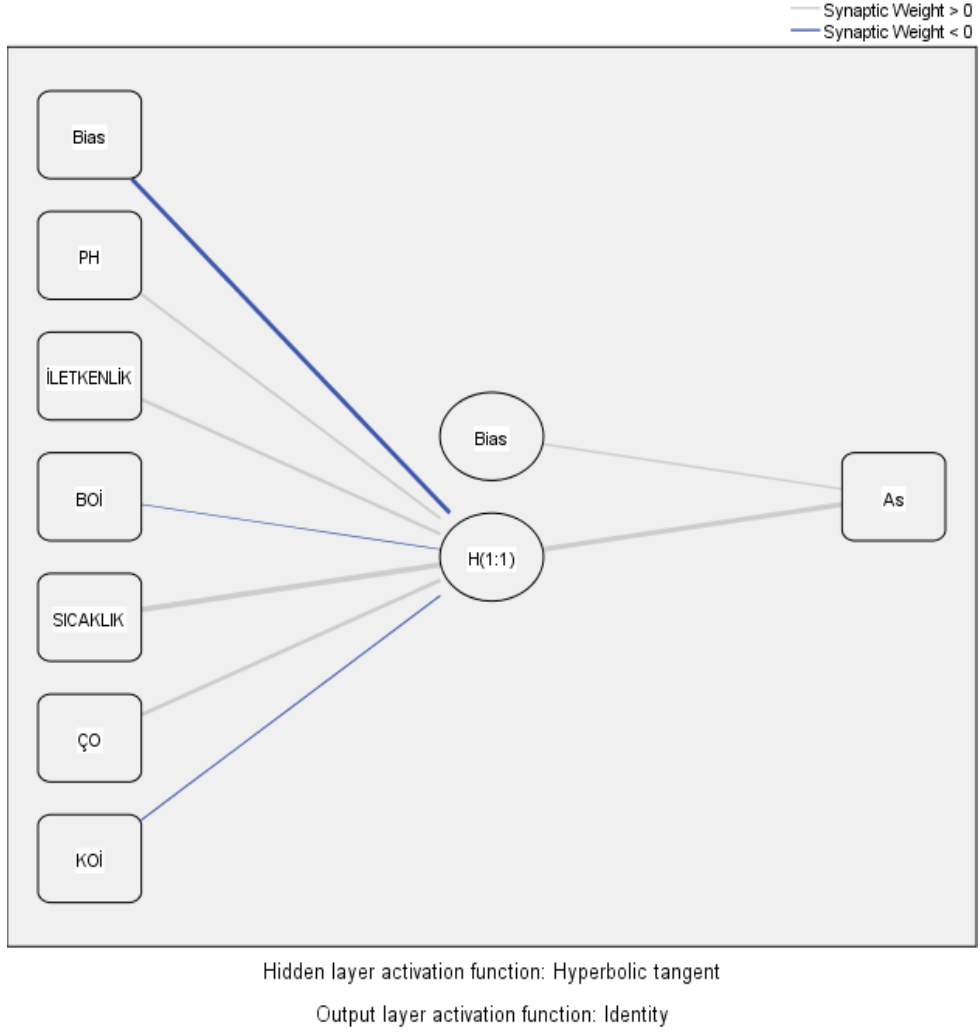 Synaptic Weight > 0
Synaptic Weight < 0
Bias
PH
İLETKENLİK
BOİ
SICAKLIK
ÇO
KOİ
Bias
H(1:1)
As
Hidden layer activation function: Hyperbolic tangent
Output layer activation function: Identity